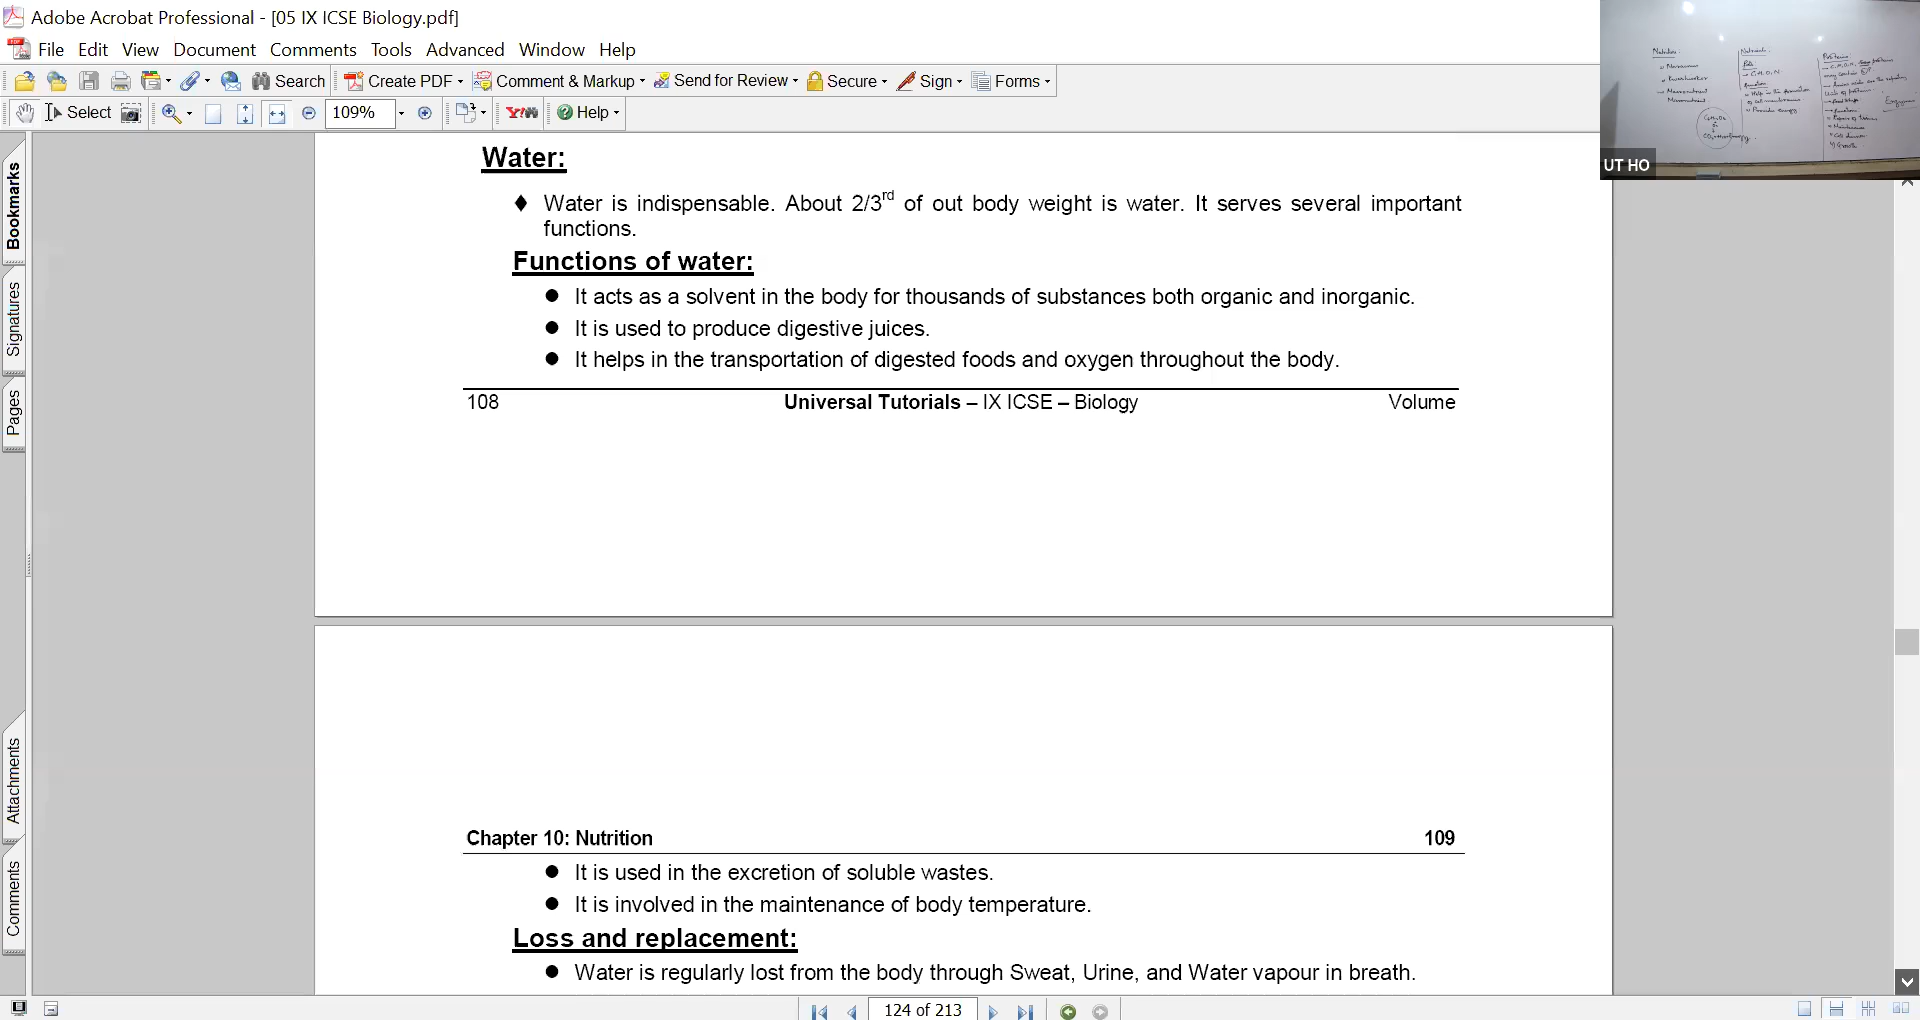 Adobe Acrobat Professional - [05 IX ICSE Biology.pdf]
File Edit View Document Comments Tools Advanced Window Help
Search Create PDF Comment & Markup Send for Review Secure Sign Forms
Select 109% Y! Help
Bookmarks
Signatures
Pages
Attachments
Comments
Water:
♦ Water is indispensable. About 2/3rd of out body weight is water. It serves several important
functions.
Functions of water:
● It acts as a solvent in the body for thousands of substances both organic and inorganic.
● It is used to produce digestive juices.
● It helps in the transportation of digested foods and oxygen throughout the body.
108 Universal Tutorials – IX ICSE – Biology Volume
Chapter 10: Nutrition 109
● It is used in the excretion of soluble wastes.
● It is involved in the maintenance of body temperature.
Loss and replacement:
● Water is regularly lost from the body through Sweat, Urine, and Water vapour in breath.
124 of 213
UT HO